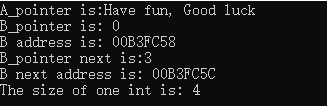 A_pointer is:Have fun, Good luck
B_pointer is: 0
B address is: 00B3FC58
B_pointer next is:3
B next address is: 00B3FC5C
The size of one int is: 4